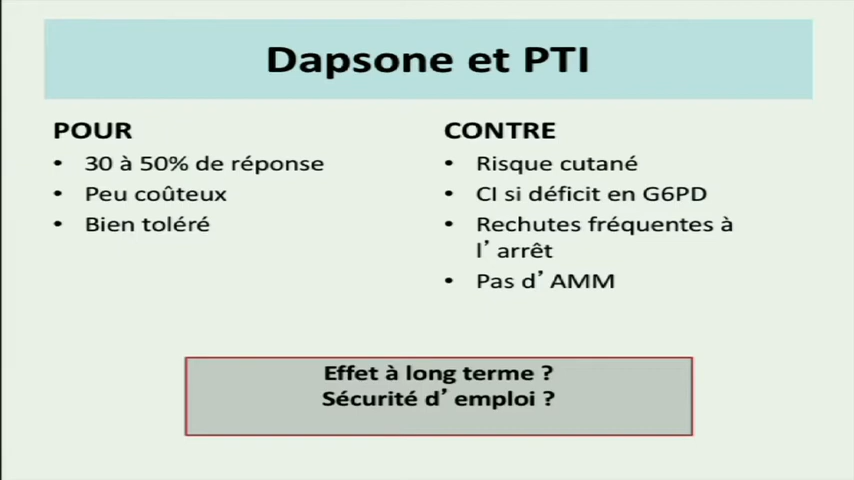 Dapsone et PTI
POUR
• 30 à 50% de réponse
• Peu coûteux
• Bien toléré
CONTRE
• Risque cutané
• CI si déficit en G6PD
• Rechutes fréquentes à
l’ arrêt
• Pas d’ AMM
Effet à long terme ?
Sécurité d’ emploi ?